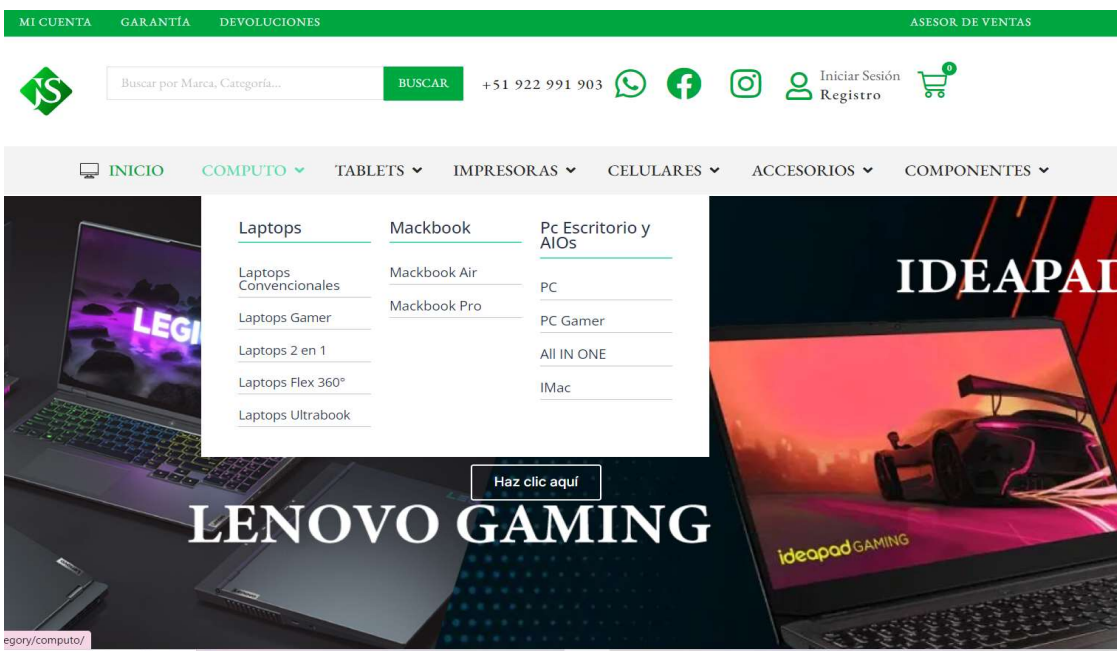 MI CUENTA GARANTÍA DEVOLUCIONES ASESOR DE VENTAS
JS
Buscar por Marca, Categoría...
BUSCAR
+51 922 991 903
Iniciar Sesión
Registro
0
INICIO COMPUTO TABLETS IMPRESORAS CELULARES ACCESORIOS COMPONENTES
Laptops
Laptops
Convencionales
Laptops Gamer
Laptops 2 en 1
Laptops Flex 360°
Laptops Ultrabook
Mackbook
Mackbook Air
Mackbook Pro
Pc Escritorio y
AIOs
PC
PC Gamer
All IN ONE
IMac
LEGI
IDEAPAD
Haz clic aquí
LENOVO GAMING
ideapad GAMING
egory/computo/